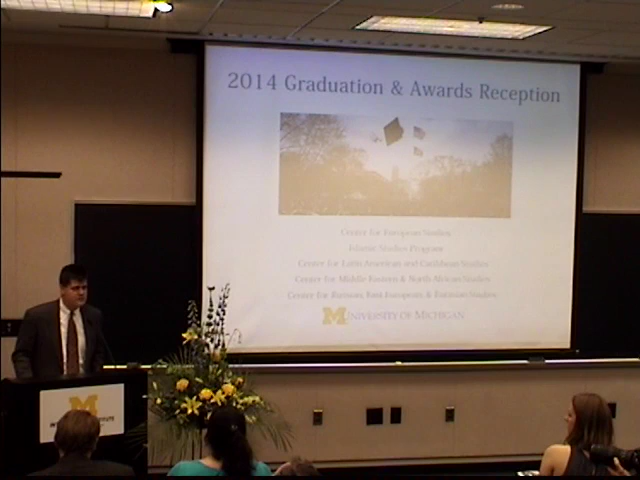 2014 Graduation & Awards Reception
Center for European Studies
Islamic Studies Program
Center for Latin American and Caribbean Studies
Center for Middle Eastern & North African Studies
Center for Russian, East European, & Eurasian Studies
M UNIVERSITY OF MICHIGAN
M